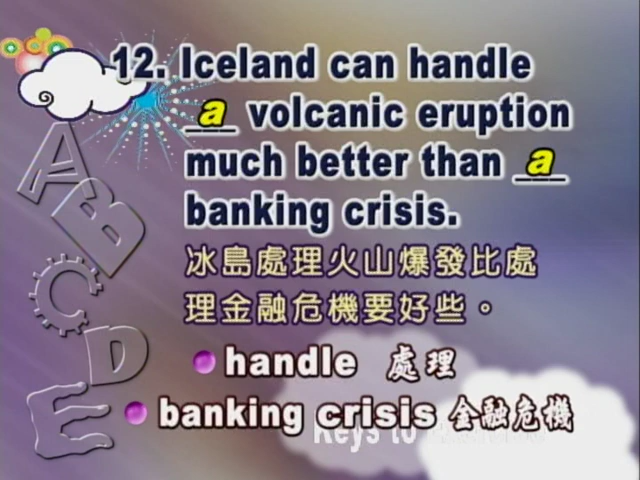 12. Iceland can handle
a volcanic eruption
much better than a
banking crisis.
冰島處理火山爆發比處
理金融危機要好些。
handle 處理
banking crisis 金融危機
Keys to
A
B
C
D
E